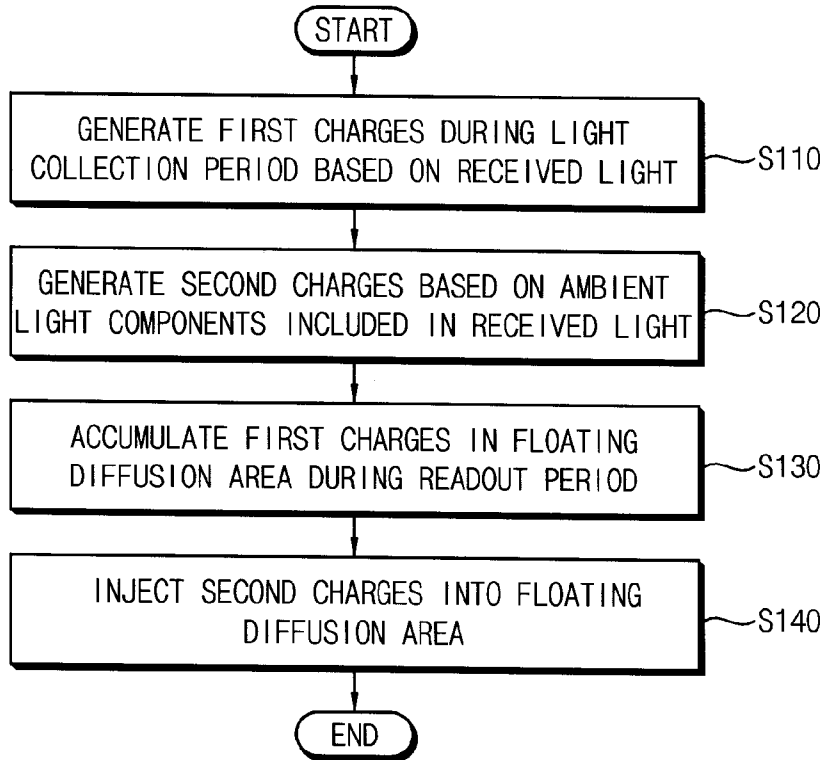 START
GENERATE FIRST CHARGES DURING LIGHT
COLLECTION PERIOD BASED ON RECEIVED LIGHT
S110
GENERATE SECOND CHARGES BASED ON AMBIENT
LIGHT COMPONENTS INCLUDED IN RECEIVED LIGHT
S120
ACCUMULATE FIRST CHARGES IN FLOATING
DIFFUSION AREA DURING READOUT PERIOD
S130
INJECT SECOND CHARGES INTO FLOATING
DIFFUSION AREA
S140
END